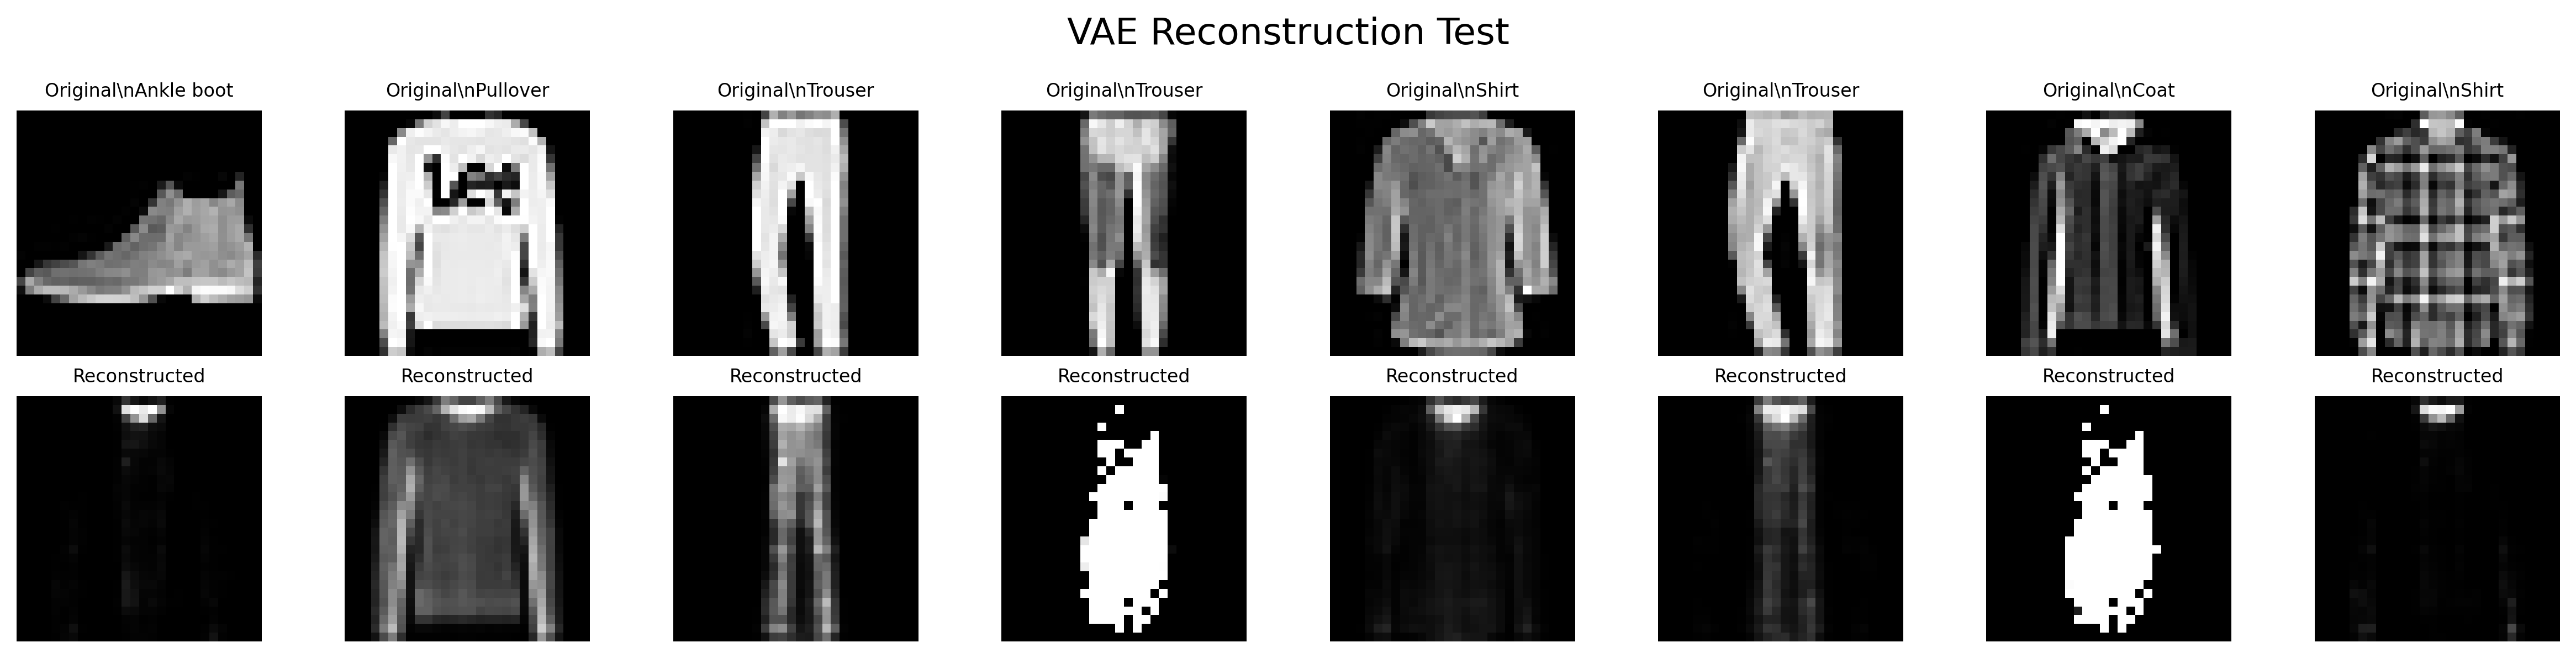 VAE Reconstruction Test
Original\nAnkle boot
Original\nPullover
Original\nTrouser
Original\nTrouser
Original\nShirt
Original\nTrouser
Original\nCoat
Original\nShirt
Reconstructed
Reconstructed
Reconstructed
Reconstructed
Reconstructed
Reconstructed
Reconstructed
Reconstructed